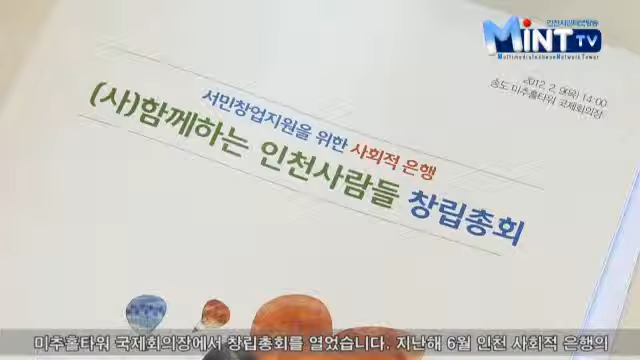 인천시인터넷방송
MINT TV
Multimedia Incheon Network Tower
2012. 2. 9(목) 14:00
송도 미추홀타워 국제회의장
서민창업지원을 위한 사회적 은행
(사)함께하는 인천사람들 창립총회
미추홀타워 국제회의장에서 창립총회를 열었습니다. 지난해 6월 인천 사회적 은행의